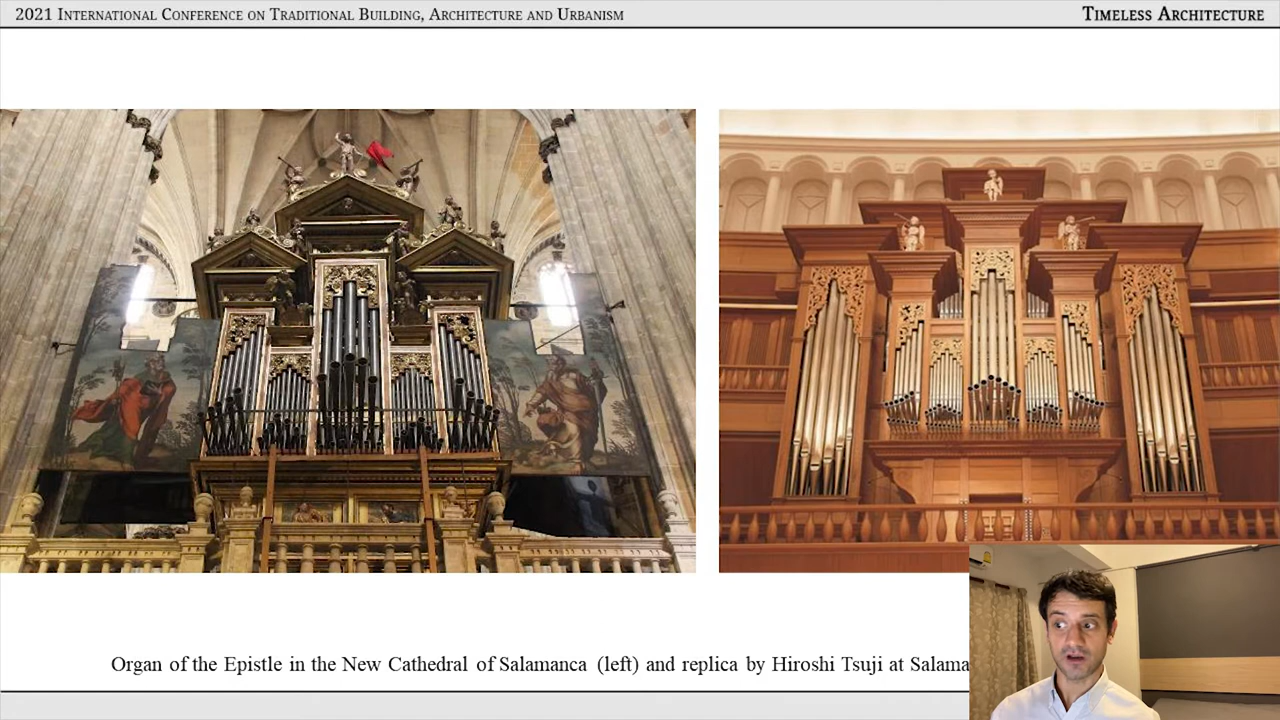 2021 International Conference on Traditional Building, Architecture and Urbanism
Timeless Architecture
Organ of the Epistle in the New Cathedral of Salamanca (left) and replica by Hiroshi Tsuji at Salama